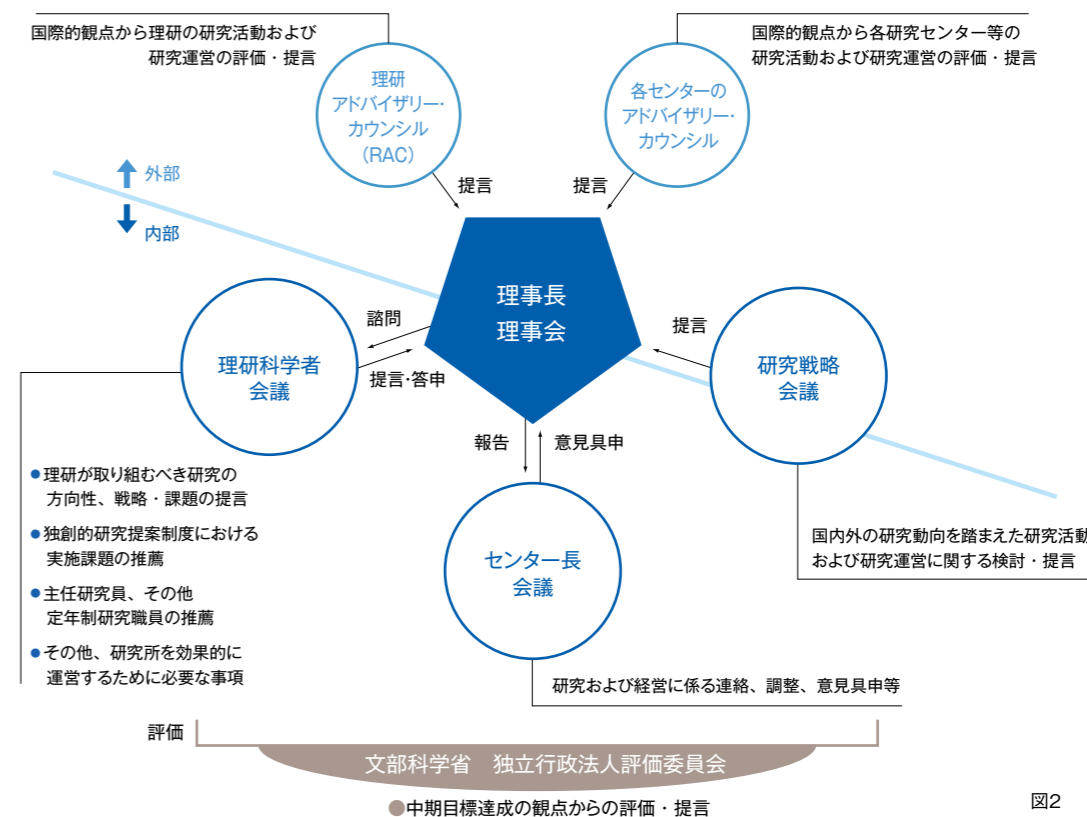 国際的観点から理研の研究活動および
研究運営の評価・提言
国際的観点から各研究センター等の
研究活動および研究運営の評価・提言
理研
アドバイザリー・
カウンシル
(RAC)
各センターの
アドバイザリー・
カウンシル
外部
内部
提言
提言
理事長
理事会
諮問
提言・答申
提言
理研科学者
会議
研究戦略
会議
報告
意見具申
●理研が取り組むべき研究の
方向性、戦略・課題の提言
●独創的研究提案制度における
実施課題の推薦
●主任研究員、その他
定年制研究職員の推薦
●その他、研究所を効果的に
運営するために必要な事項
センター長
会議
国内外の研究動向を踏まえた研究活動
および研究運営に関する検討・提言
研究および経営に係る連絡、調整、意見具申等
評価
文部科学省　独立行政法人評価委員会
●中期目標達成の観点からの評価・提言
図2